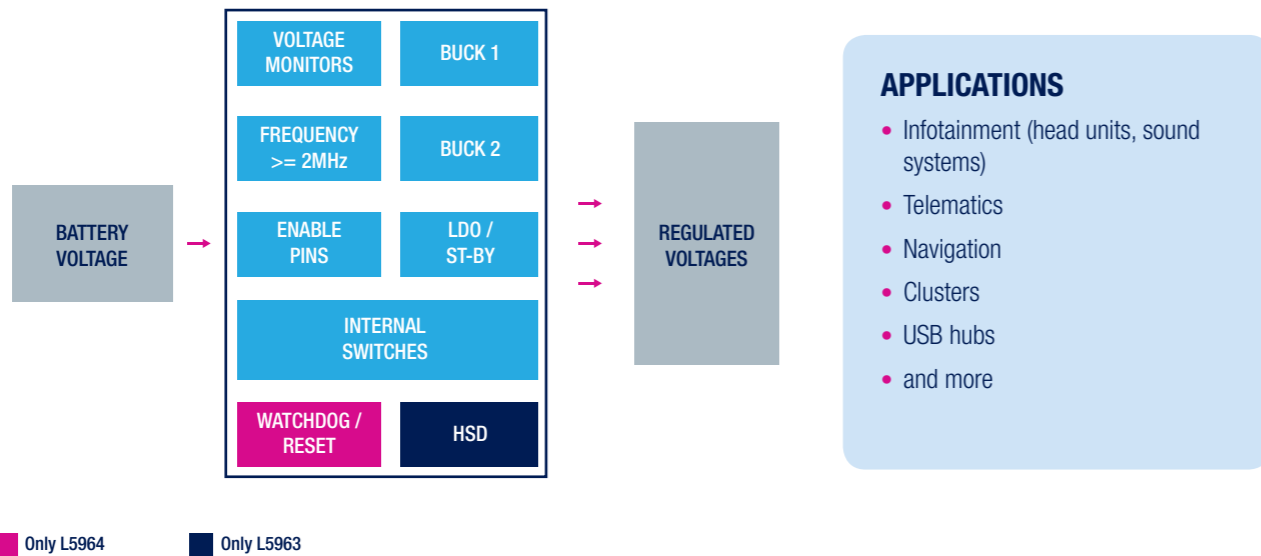 BATTERY
VOLTAGE
VOLTAGE
MONITORS
BUCK 1
FREQUENCY
>= 2MHz
BUCK 2
ENABLE
PINS
LDO /
ST-BY
INTERNAL
SWITCHES
WATCHDOG /
RESET
HSD
REGULATED
VOLTAGES
APPLICATIONS
• Infotainment (head units, sound
systems)
• Telematics
• Navigation
• Clusters
• USB hubs
• and more
Only L5964
Only L5963